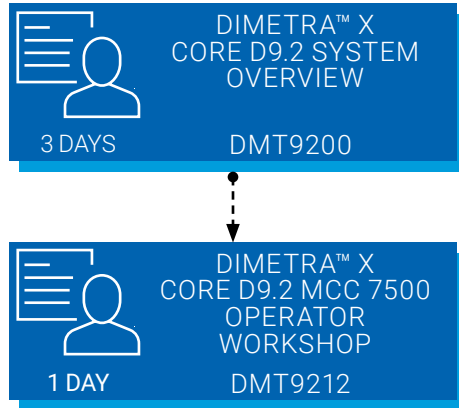 DIMETRA™ X
CORE D9.2 SYSTEM
OVERVIEW
3 DAYS
DMT9200
DIMETRA™ X
CORE D9.2 MCC 7500
OPERATOR
WORKSHOP
1 DAY
DMT9212